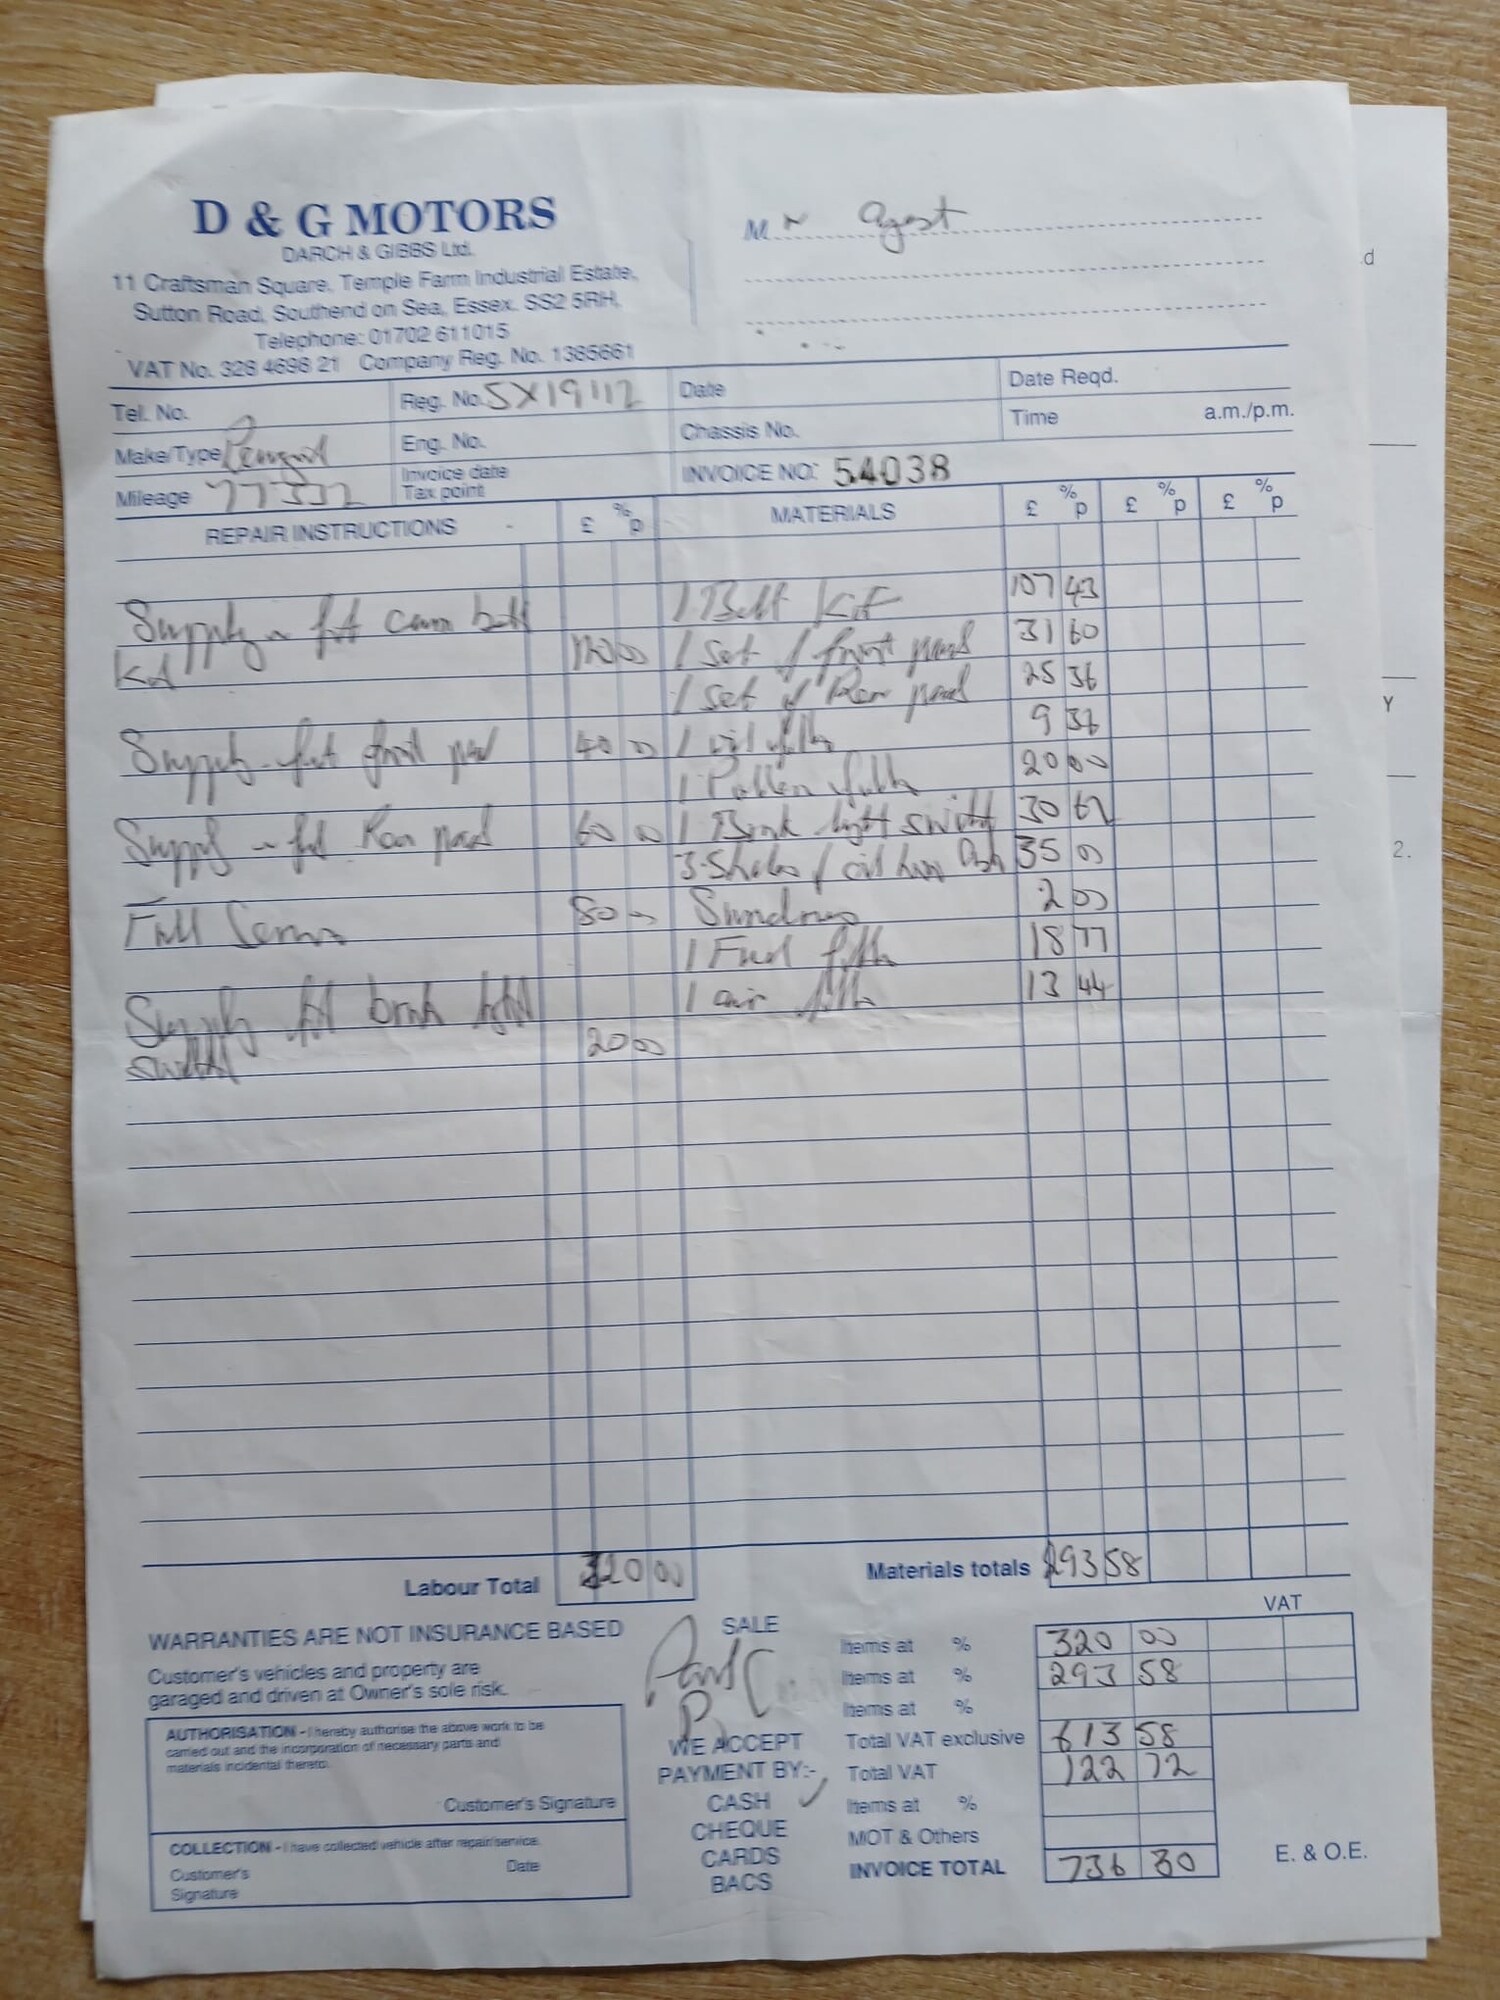 D & G MOTORS
DARCH & GIBBS Ltd.
11 Craftsman Square, Temple Farm Industrial Estate,
Sutton Road, Southend on Sea, Essex. SS2 5RH,
Telephone: 01702 611015
VAT No. 328 4696 21 Company Reg. No. 1385661
M
Tel. No.
Reg. No.
Date
Date Reqd.
Make/Type
Eng. No.
Chassis No.
Time a.m./p.m.
Mileage
Invoice date
Tax point
INVOICE NO: 54038
REPAIR INSTRUCTIONS £ % p MATERIALS £ % p £ % p £ % p
1 Belt Kit 107 43
Supply fit cam belt
Kit 120 00 1 Set of front pads 31 60
1 Set of Rear pads 25 36
Supply fit front pad 40 00 1 oil filter 9 36
1 Pollen filter 20 00
Supply fit Rear pad 60 00 1 Brake light switch 30 62
3.5 35 00
Full Service 80 Sundries 2 00
1 Fuel filter 18 77
Supply fit brake light 1 air filter 13 44
switch 20 00
Labour Total 320 00
Materials totals 293 58
VAT
WARRANTIES ARE NOT INSURANCE BASED
Customer's vehicles and property are
garaged and driven at Owner's sole risk.
AUTHORISATION - I hereby authorise the above work to be
carried out and the incorporation of necessary parts and
materials incidental thereto.
Customer's Signature
COLLECTION - I have collected vehicle after repair/service.
Customer's
Signature
Date
SALE
Paid
WE ACCEPT
PAYMENT BY:-
CASH ✓
CHEQUE
CARDS
BACS
Items at % 320 00
Items at % 293 58
Items at %
Total VAT exclusive 613 58
Total VAT 122 72
Items at %
MOT & Others
INVOICE TOTAL 736 30
E. & O.E.
d
Y
2.